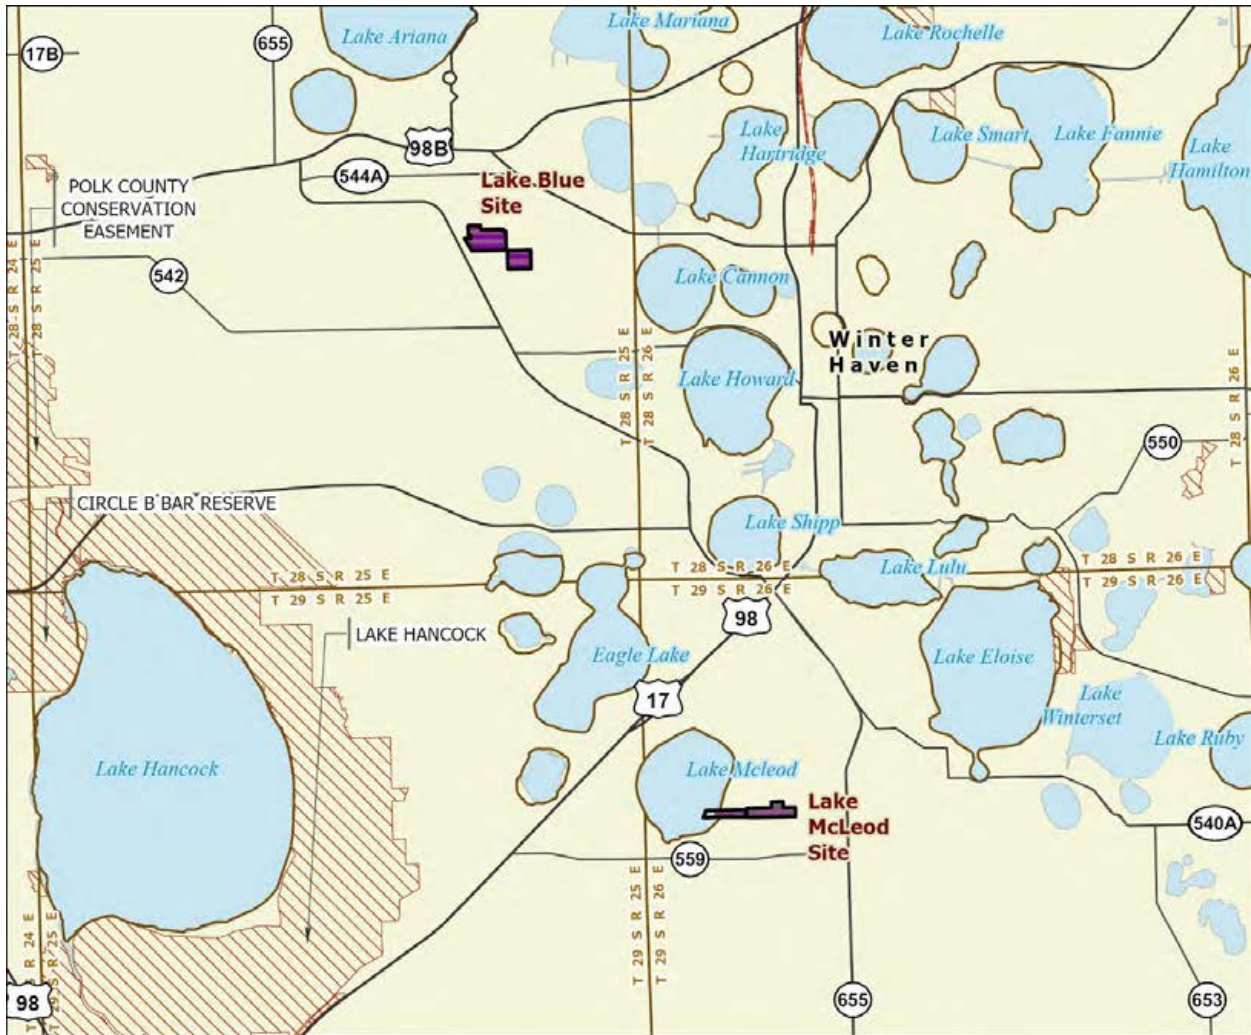 Lake Mariana
Lake Rochelle
Lake Ariana
655
17B
Lake
Hartridge
Lake Smart
Lake Fannie
Lake
Hamilton
98B
544A
Lake Blue
Site
POLK COUNTY
CONSERVATION
EASEMENT
T 28 S R 24 E
T 28 S R 25 E
542
Lake Cannon
Winter
Haven
Lake Howard
T 28 S R 25 E
T 28 S R 26 E
T 28 S R 26 E
550
CIRCLE B BAR RESERVE
Lake Shipp
Lake Lulu
T 28 S R 25 E
T 29 S R 25 E
T 28 S R 26 E
T 29 S R 26 E
T 28 S R 26 E
T 29 S R 26 E
98
LAKE HANCOCK
Eagle Lake
Lake Eloise
17
Lake
Winterset
Lake Ruby
Lake Hancock
Lake Mcleod
Lake
McLeod
Site
540A
559
T 29 S R 25 E
T 29 S R 26 E
98
655
653